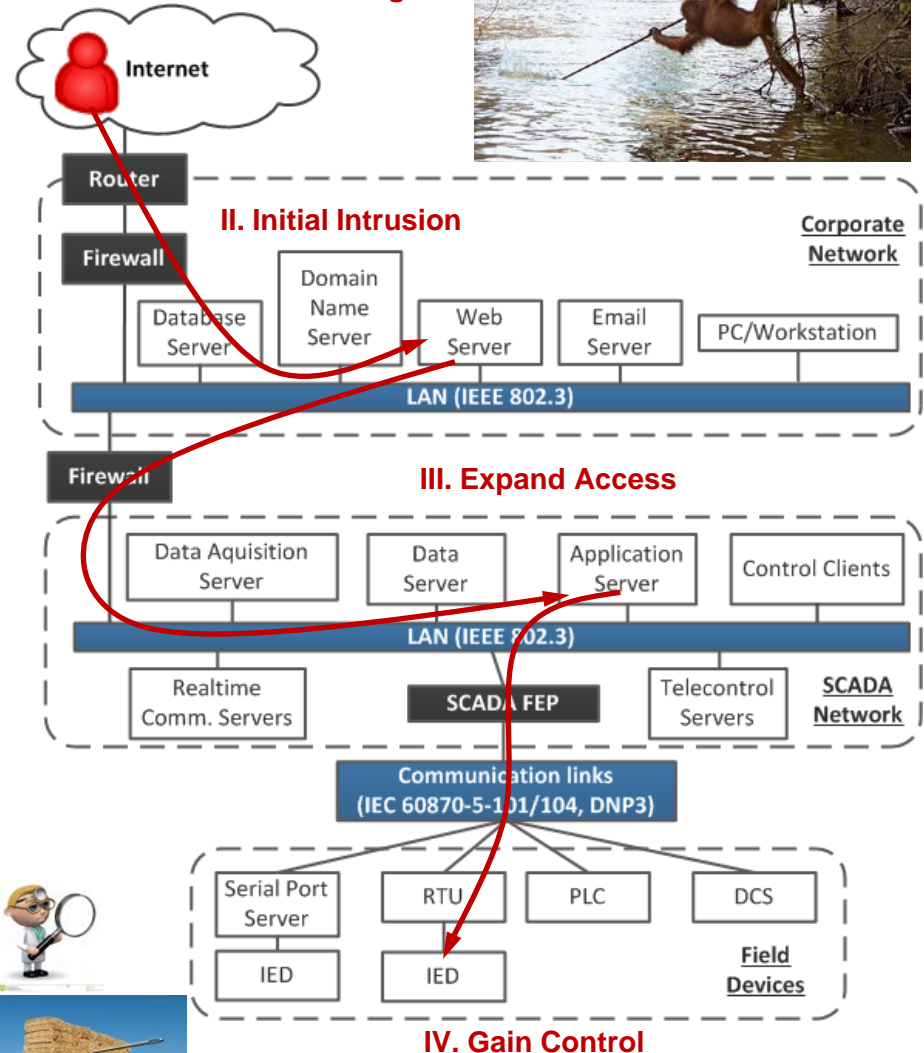 Internet
Router
II. Initial Intrusion
Corporate
Network
Firewall
Database
Server
Domain
Name
Server
Web
Server
Email
Server
PC/Workstation
LAN (IEEE 802.3)
Firewall
III. Expand Access
Data Aquisition
Server
Data
Server
Application
Server
Control Clients
LAN (IEEE 802.3)
Realtime
Comm. Servers
SCADA FEP
Telecontrol
Servers
SCADA
Network
Communication links
(IEC 60870-5-101/104, DNP3)
Serial Port
Server
RTU
PLC
DCS
IED
IED
Field
Devices
IV. Gain Control